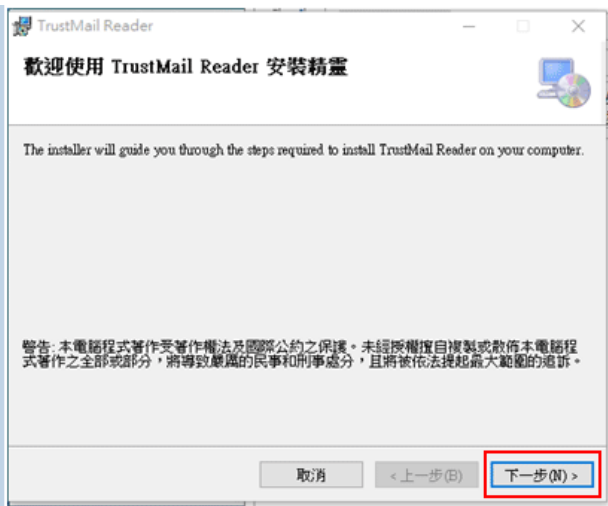 TrustMail Reader
歡迎使用 TrustMail Reader 安裝精靈
The installer will guide you through the steps required to install TrustMail Reader on your computer.
警告: 本電腦程式著作受著作權法及國際公約之保護。未經授權擅自複製或散佈本電腦程
式著作之全部或部分，將導致嚴厲的民事和刑事處分，且將被依法提起最大範圍的追訴。
取消
<上一步(B)
下一步(N) >